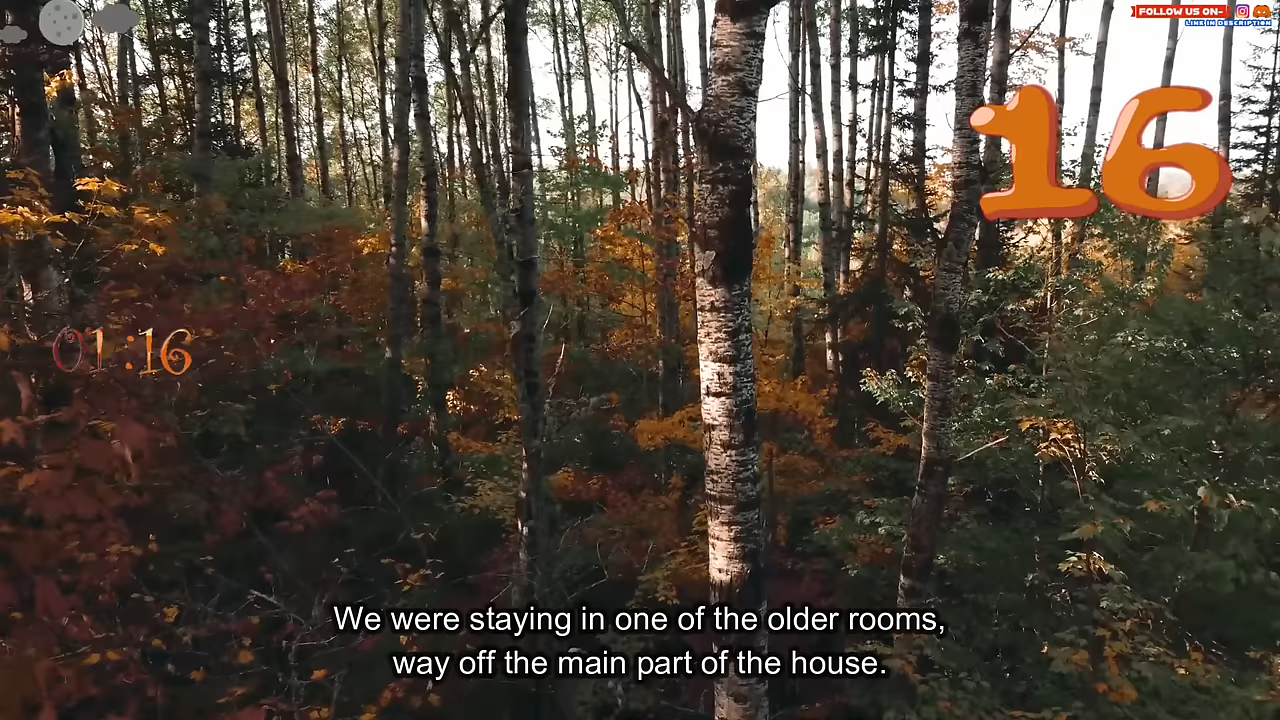 FOLLOW US ON-
LINK IN DESCRIPTION
16
01:16
We were staying in one of the older rooms,
way off the main part of the house.